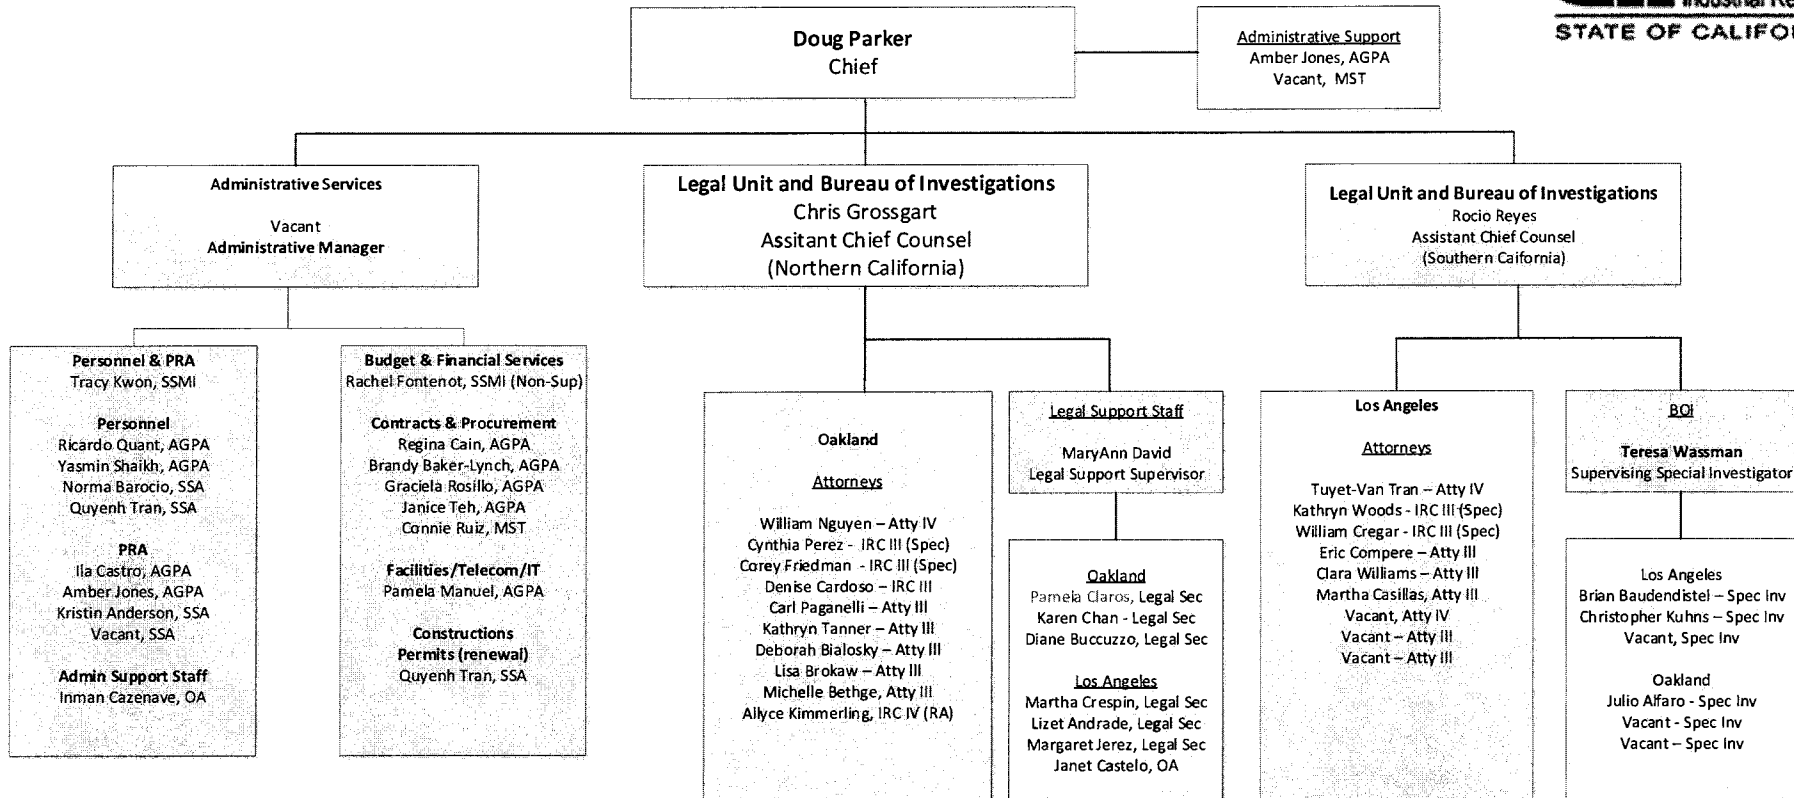 Industrial Re
STATE OF CALIFO
Doug Parker
Chief
Administrative Support
Amber Jones, AGPA
Vacant, MST
Administrative Services
Vacant
Administrative Manager
Legal Unit and Bureau of Investigations
Chris Grossgart
Assitant Chief Counsel
(Northern California)
Legal Unit and Bureau of Investigations
Rocio Reyes
Assistant Chief Counsel
(Southern Caifornia)
Personnel & PRA
Tracy Kwon, SSMI
Personnel
Ricardo Quant, AGPA
Yasmin Shaikh, AGPA
Norma Barocio, SSA
Quyenh Tran, SSA
PRA
Ila Castro, AGPA
Amber Jones, AGPA
Kristin Anderson, SSA
Vacant, SSA
Admin Support Staff
Inman Cazenave, OA
Budget & Financial Services
Rachel Fontenot, SSMI (Non-Sup)
Contracts & Procurement
Regina Cain, AGPA
Brandy Baker-Lynch, AGPA
Graciela Rosillo, AGPA
Janice Teh, AGPA
Connie Ruiz, MST
Facilities/Telecom/IT
Pamela Manuel, AGPA
Constructions
Permits (renewal)
Quyenh Tran, SSA
Oakland
Attorneys
William Nguyen – Atty IV
Cynthia Perez - IRC III (Spec)
Corey Friedman - IRC III (Spec)
Denise Cardoso – IRC III
Carl Paganelli – Atty III
Kathryn Tanner – Atty III
Deborah Bialosky – Atty III
Lisa Brokaw – Atty III
Michelle Bethge, Atty III
Allyce Kimmerling, IRC IV (RA)
Legal Support Staff
MaryAnn David
Legal Support Supervisor
Oakland
Pamela Claros, Legal Sec
Karen Chan - Legal Sec
Diane Buccuzzo, Legal Sec
Los Angeles
Martha Crespin, Legal Sec
Lizet Andrade, Legal Sec
Margaret Jerez, Legal Sec
Janet Castelo, OA
Los Angeles
Attorneys
Tuyet-Van Tran – Atty IV
Kathryn Woods - IRC III (Spec)
William Cregar - IRC III (Spec)
Eric Compere – Atty III
Clara Williams – Atty III
Martha Casillas, Atty III
Vacant, Atty IV
Vacant – Atty III
Vacant – Atty III
BOI
Teresa Wassman
Supervising Special Investigator
Los Angeles
Brian Baudendistel – Spec Inv
Christopher Kuhns – Spec Inv
Vacant, Spec Inv
Oakland
Julio Alfaro - Spec Inv
Vacant - Spec Inv
Vacant – Spec Inv